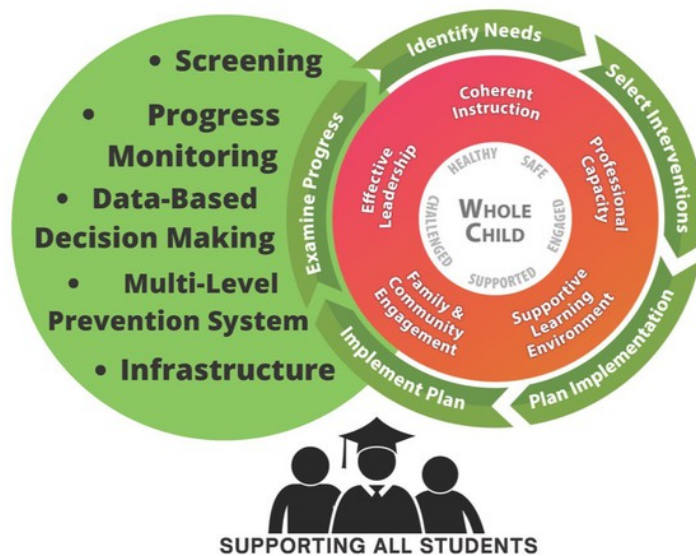 • Screening
• Progress
Monitoring
• Data-Based
Decision Making
• Multi-Level
Prevention System
• Infrastructure
Identify Needs
Select Interventions
Plan Implementation
Implement Plan
Examine Progress
Coherent
Instruction
Professional
Capacity
Supportive
Learning
Environment
Family &
Community
Engagement
Effective
Leadership
HEALTHY
SAFE
ENGAGED
SUPPORTED
CHALLENGED
WHOLE
CHILD
SUPPORTING ALL STUDENTS